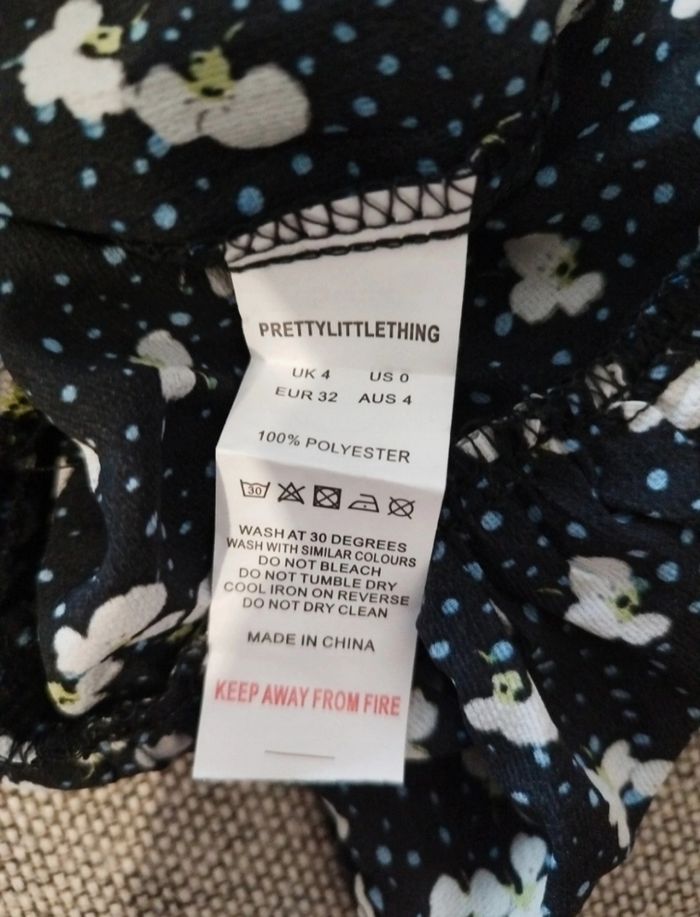 PRETTYLITTLETHING
UK 4 US 0
EUR 32 AUS 4
100% POLYESTER
30
WASH AT 30 DEGREES
WASH WITH SIMILAR COLOURS
DO NOT BLEACH
DO NOT TUMBLE DRY
COOL IRON ON REVERSE
DO NOT DRY CLEAN
MADE IN CHINA
KEEP AWAY FROM FIRE